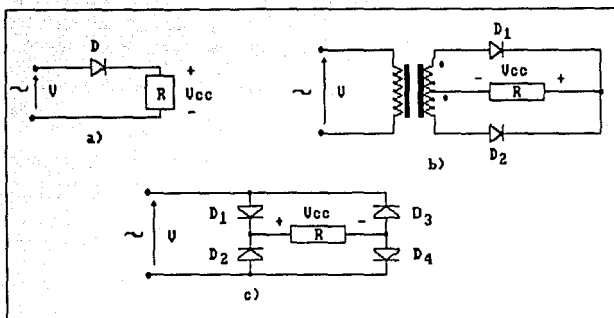 D
+
~ V R Vcc
-
a)
D1
Vcc
~ V - +
R
D2
b)
D1 Vcc D3
+ -
~ V R
D2 D4
c)